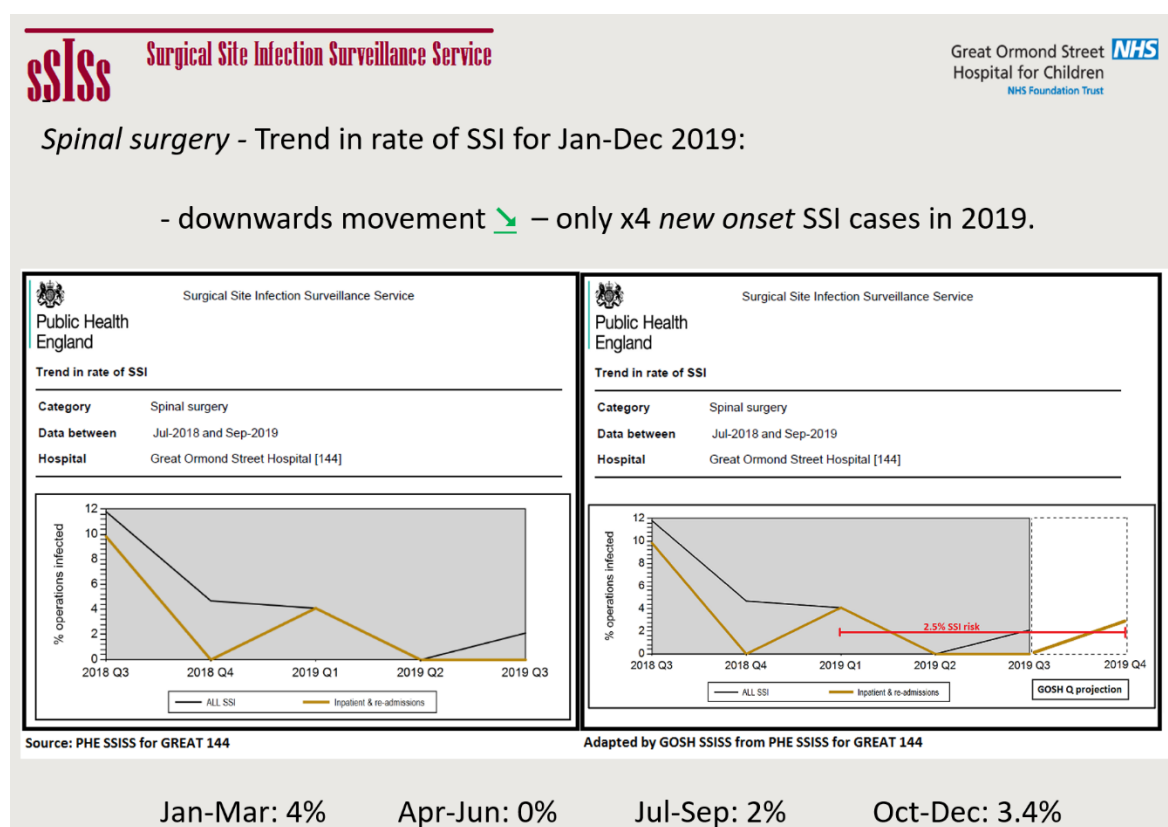 sSISs
Surgical Site Infection Surveillance Service
Great Ormond Street NHS
Hospital for Children
NHS Foundation Trust
Spinal surgery - Trend in rate of SSI for Jan-Dec 2019:
- downwards movement ↘ – only x4 new onset SSI cases in 2019.
Surgical Site Infection Surveillance Service
Public Health
England
Trend in rate of SSI
Category Spinal surgery
Data between Jul-2018 and Sep-2019
Hospital Great Ormond Street Hospital [144]
% operations infected
12
10
8
6
4
2
0
2018 Q3 2018 Q4 2019 Q1 2019 Q2 2019 Q3
ALL SSI Inpatient & re-admissions
Source: PHE SSISS for GREAT 144
Surgical Site Infection Surveillance Service
Public Health
England
Trend in rate of SSI
Category Spinal surgery
Data between Jul-2018 and Sep-2019
Hospital Great Ormond Street Hospital [144]
% operations infected
12
10
8
6
4
2
0
2.5% SSI risk
2018 Q3 2018 Q4 2019 Q1 2019 Q2 2019 Q3 2019 Q4
ALL SSI Inpatient & re-admissions
GOSH Q projection
Adapted by GOSH SSISS from PHE SSISS for GREAT 144
Jan-Mar: 4% Apr-Jun: 0% Jul-Sep: 2% Oct-Dec: 3.4%